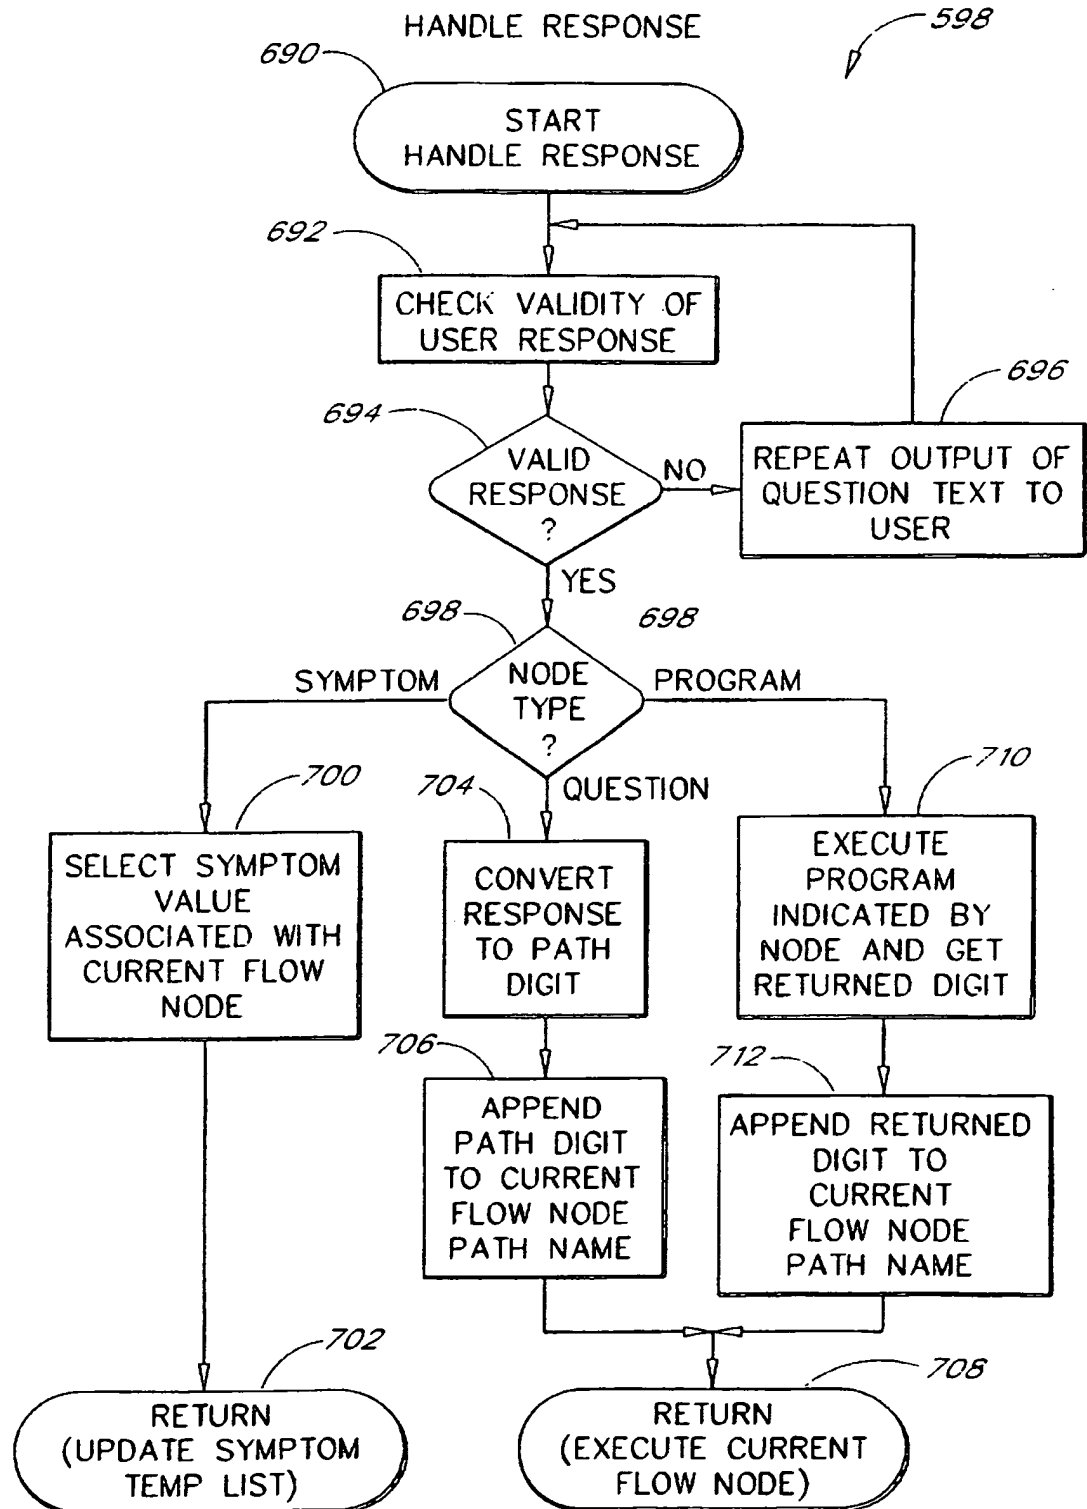 HANDLE RESPONSE
598
690
START
HANDLE RESPONSE
692
CHECK VALIDITY OF
USER RESPONSE
694
VALID
RESPONSE
?
NO
696
REPEAT OUTPUT OF
QUESTION TEXT TO
USER
YES
698
698
NODE
TYPE
?
SYMPTOM
PROGRAM
QUESTION
700
SELECT SYMPTOM
VALUE
ASSOCIATED WITH
CURRENT FLOW
NODE
704
CONVERT
RESPONSE
TO PATH
DIGIT
710
EXECUTE
PROGRAM
INDICATED BY
NODE AND GET
RETURNED DIGIT
706
APPEND
PATH DIGIT
TO CURRENT
FLOW NODE
PATH NAME
712
APPEND RETURNED
DIGIT TO
CURRENT
FLOW NODE
PATH NAME
702
RETURN
(UPDATE SYMPTOM
TEMP LIST)
708
RETURN
(EXECUTE CURRENT
FLOW NODE)